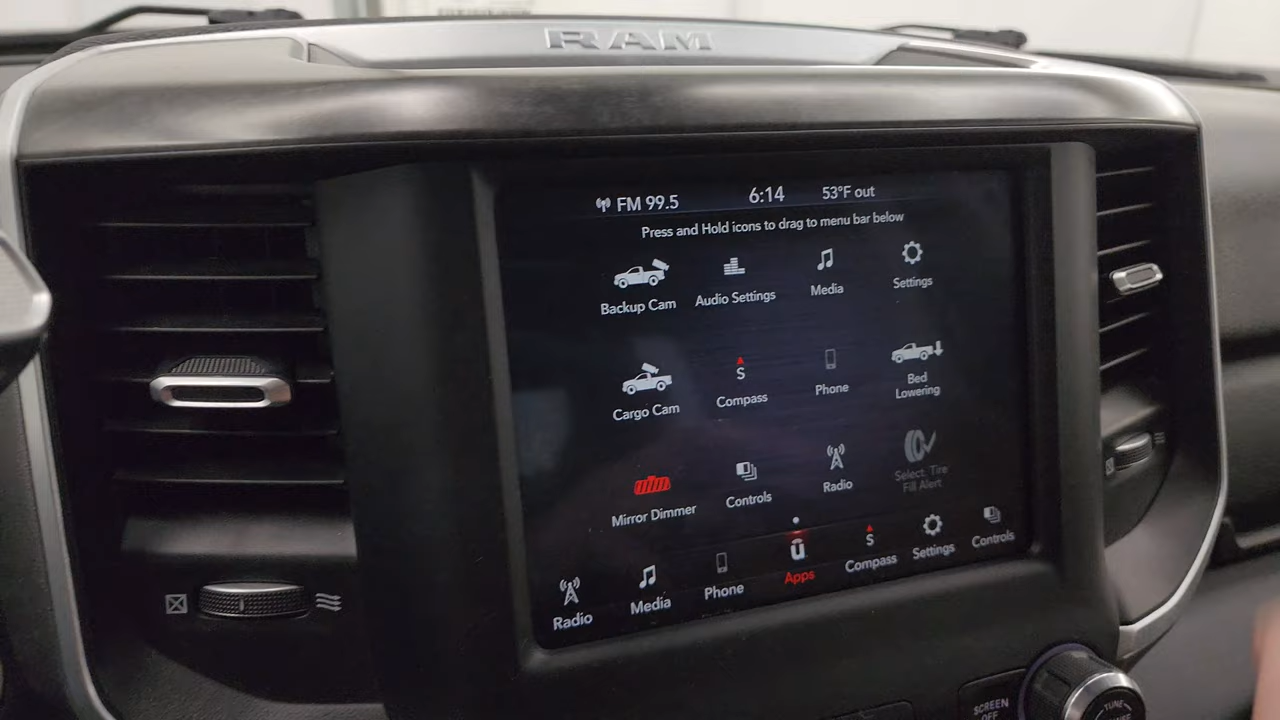 RAM
FM 99.5 6:14 53°F out
Press and Hold icons to drag to menu bar below
Backup Cam Audio Settings Media Settings
S
Cargo Cam Compass Phone Bed
Lowering
Mirror Dimmer Controls Radio Select: Tire
Fill Alert
S
Radio Media Phone Apps Compass Settings Controls
SCREEN
OFF
TUNE